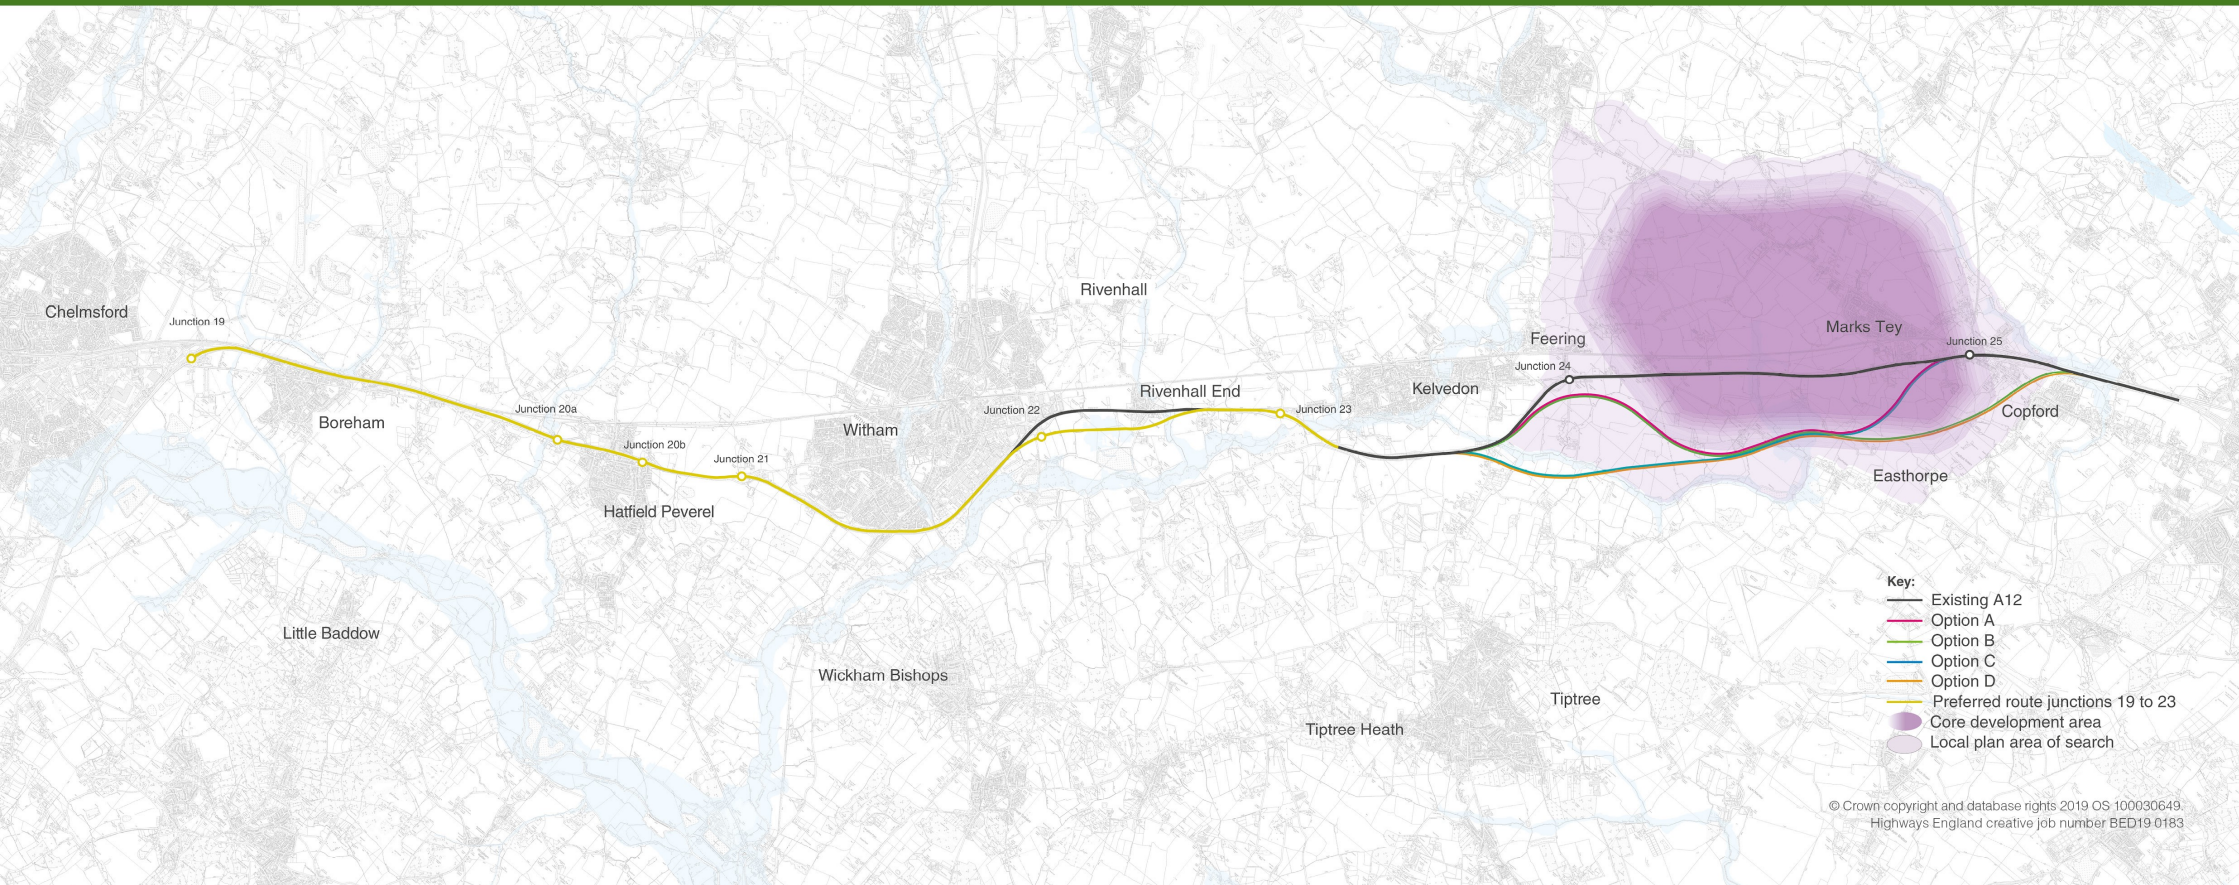 Rivenhall
Chelmsford
Junction 19
Marks Tey
Feering
Junction 25
Junction 24
Kelvedon
Rivenhall End
Junction 22
Junction 23
Junction 20a
Copford
Boreham
Witham
Junction 20b
Junction 21
Easthorpe
Hatfield Peverel
Little Baddow
Wickham Bishops
Tiptree
Tiptree Heath
Key:
Existing A12
Option A
Option B
Option C
Option D
Preferred route junctions 19 to 23
Core development area
Local plan area of search
© Crown copyright and database rights 2019 OS 100030649.
Highways England creative job number BED19 0183